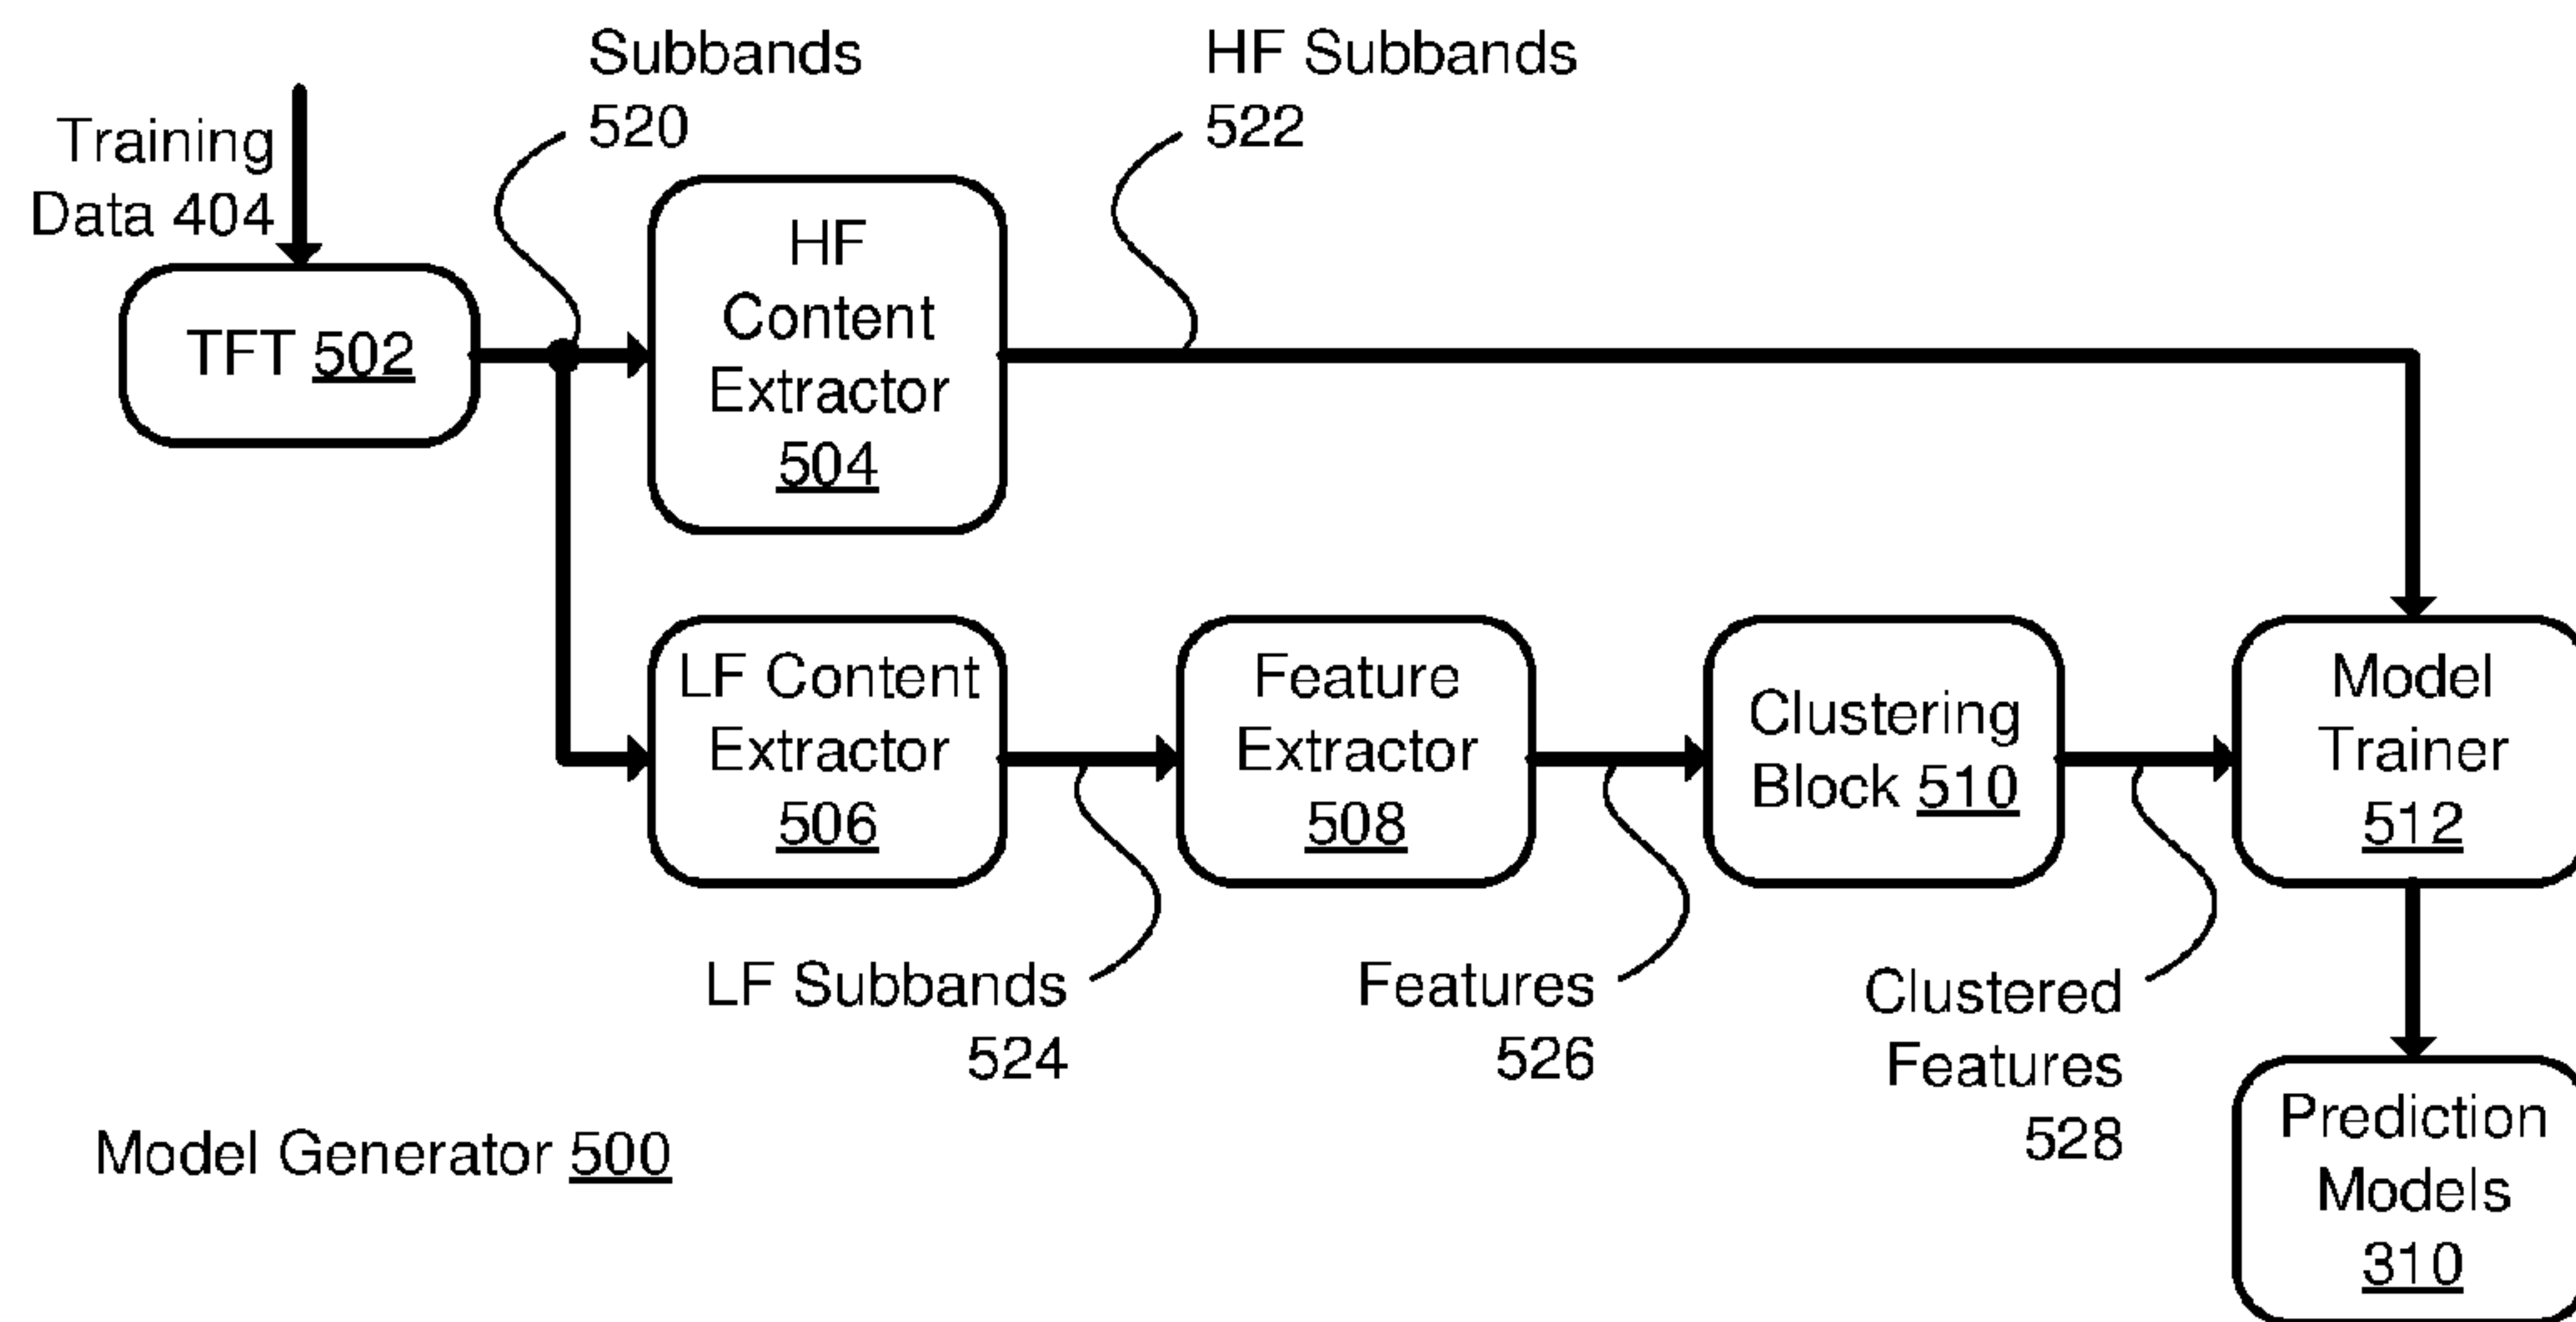 Subbands
520
HF Subbands
522
Training
Data 404
TFT 502
HF
Content
Extractor
504
LF Content
Extractor
506
Feature
Extractor
508
Clustering
Block 510
Model
Trainer
512
LF Subbands
524
Features
526
Clustered
Features
528
Prediction
Models
310
Model Generator 500